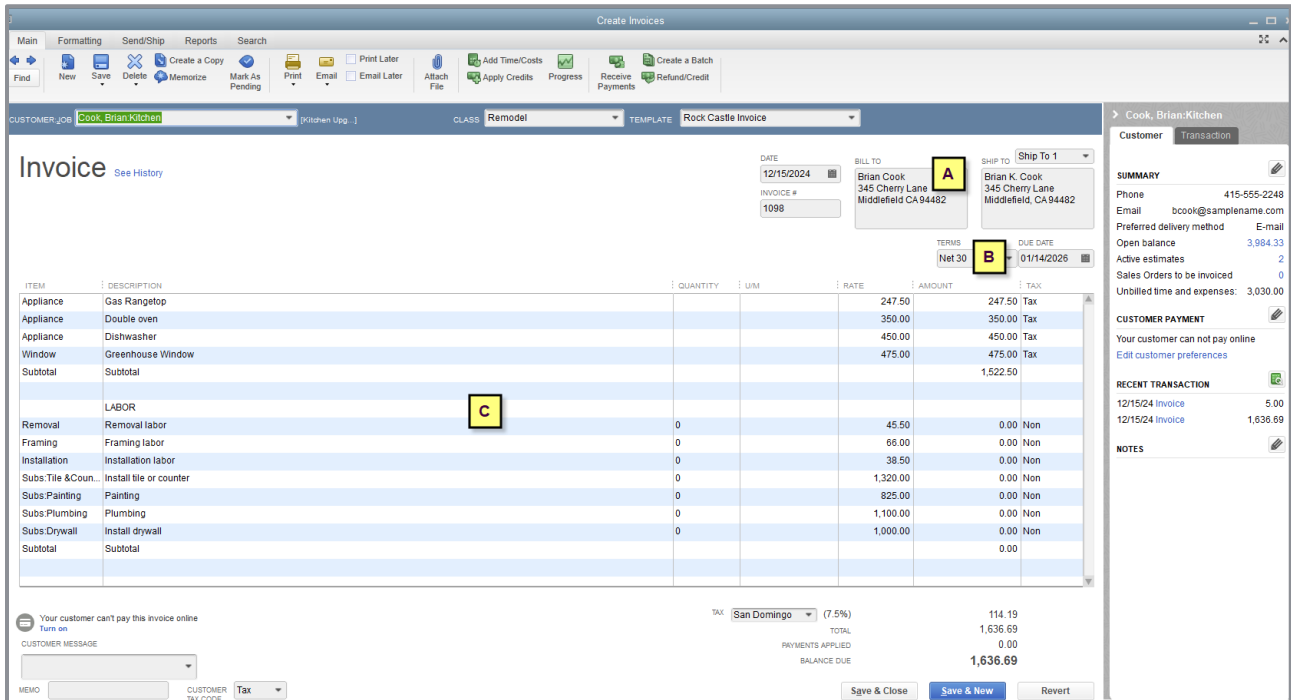 Create Invoices
Main Formatting Send/Ship Reports Search
Find New Save Delete Create a Copy Memorize Mark As Pending Print Email Print Later Email Later Attach File Add Time/Costs Apply Credits Progress Receive Payments Create a Batch Refund/Credit
CUSTOMER:JOB Cook, Brian:Kitchen [Kitchen Upg...] CLASS Remodel TEMPLATE Rock Castle Invoice
Invoice See History
DATE
12/15/2024
INVOICE #
1098
BILL TO
Brian Cook
345 Cherry Lane
Middlefield CA 94482
A
SHIP TO Ship To 1
Brian K. Cook
345 Cherry Lane
Middlefield, CA 94482
TERMS DUE DATE
Net 30 B 01/14/2026
ITEM DESCRIPTION QUANTITY U/M RATE AMOUNT TAX
Appliance Gas Rangetop 247.50 247.50 Tax
Appliance Double oven 350.00 350.00 Tax
Appliance Dishwasher 450.00 450.00 Tax
Window Greenhouse Window 475.00 475.00 Tax
Subtotal Subtotal 1,522.50
LABOR
C
Removal Removal labor 0 45.50 0.00 Non
Framing Framing labor 0 66.00 0.00 Non
Installation Installation labor 0 38.50 0.00 Non
Subs:Tile &Coun... Install tile or counter 0 1,320.00 0.00 Non
Subs:Painting Painting 0 825.00 0.00 Non
Subs:Plumbing Plumbing 0 1,100.00 0.00 Non
Subs:Drywall Install drywall 0 1,000.00 0.00 Non
Subtotal Subtotal 0.00
Your customer can't pay this invoice online
Turn on
CUSTOMER MESSAGE
MEMO
CUSTOMER TAX CODE Tax
TAX San Domingo (7.5%) 114.19
TOTAL 1,636.69
PAYMENTS APPLIED 0.00
BALANCE DUE 1,636.69
Save & Close Save & New Revert
Cook, Brian:Kitchen
Customer Transaction
SUMMARY
Phone 415-555-2248
Email bcook@samplename.com
Preferred delivery method E-mail
Open balance 3,984.33
Active estimates 2
Sales Orders to be invoiced 0
Unbilled time and expenses: 3,030.00
CUSTOMER PAYMENT
Your customer can not pay online
Edit customer preferences
RECENT TRANSACTION
12/15/24 Invoice 5.00
12/15/24 Invoice 1,636.69
NOTES